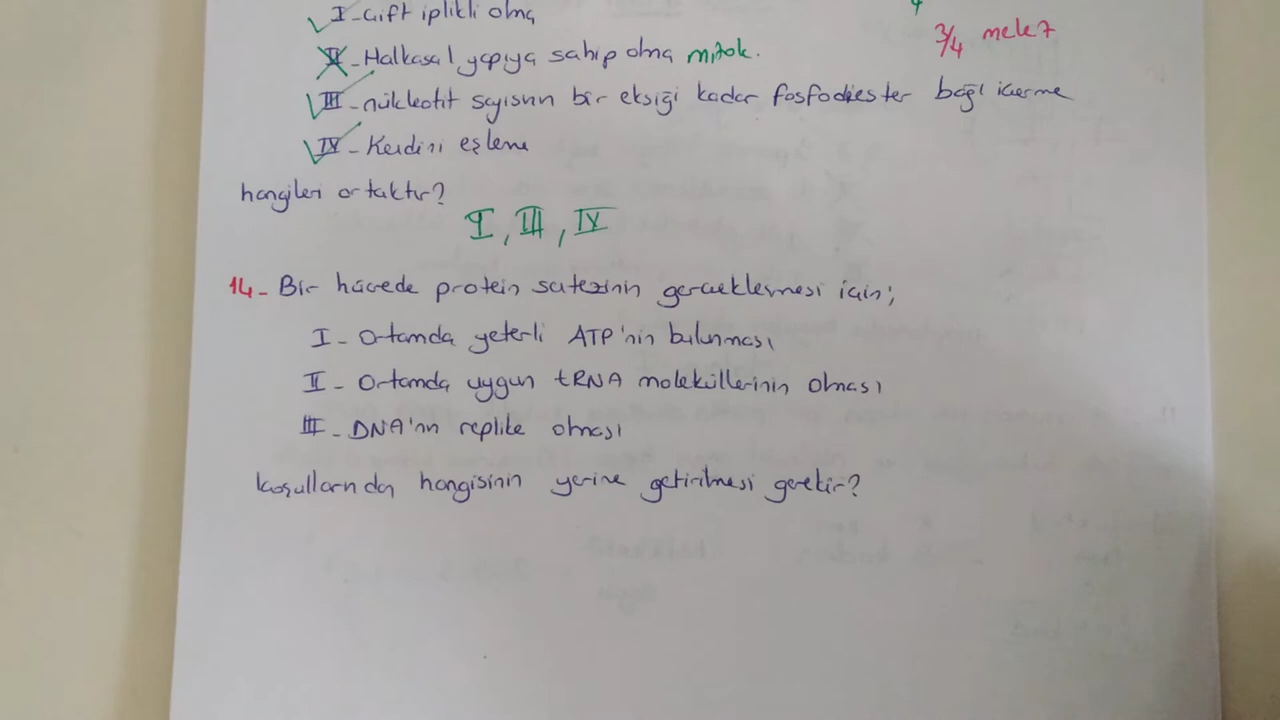 I - Çift iplikli olma
3/4 melez
II - Halkasal yapıya sahip olma mitok.
III - nükleotit sayısının bir eksiği kadar fosfodiester bağı içerme
IV - Kendini eşleme
hangileri ortaktır?
I, III, IV
14 - Bir hücrede protein sentezinin gerçekleşmesi için;
I - Ortamda yeterli ATP'nin bulunması
II - Ortamda uygun tRNA moleküllerinin olması
III - DNA'nın replike olması
koşullarından hangisinin yerine getirilmesi gerekir?